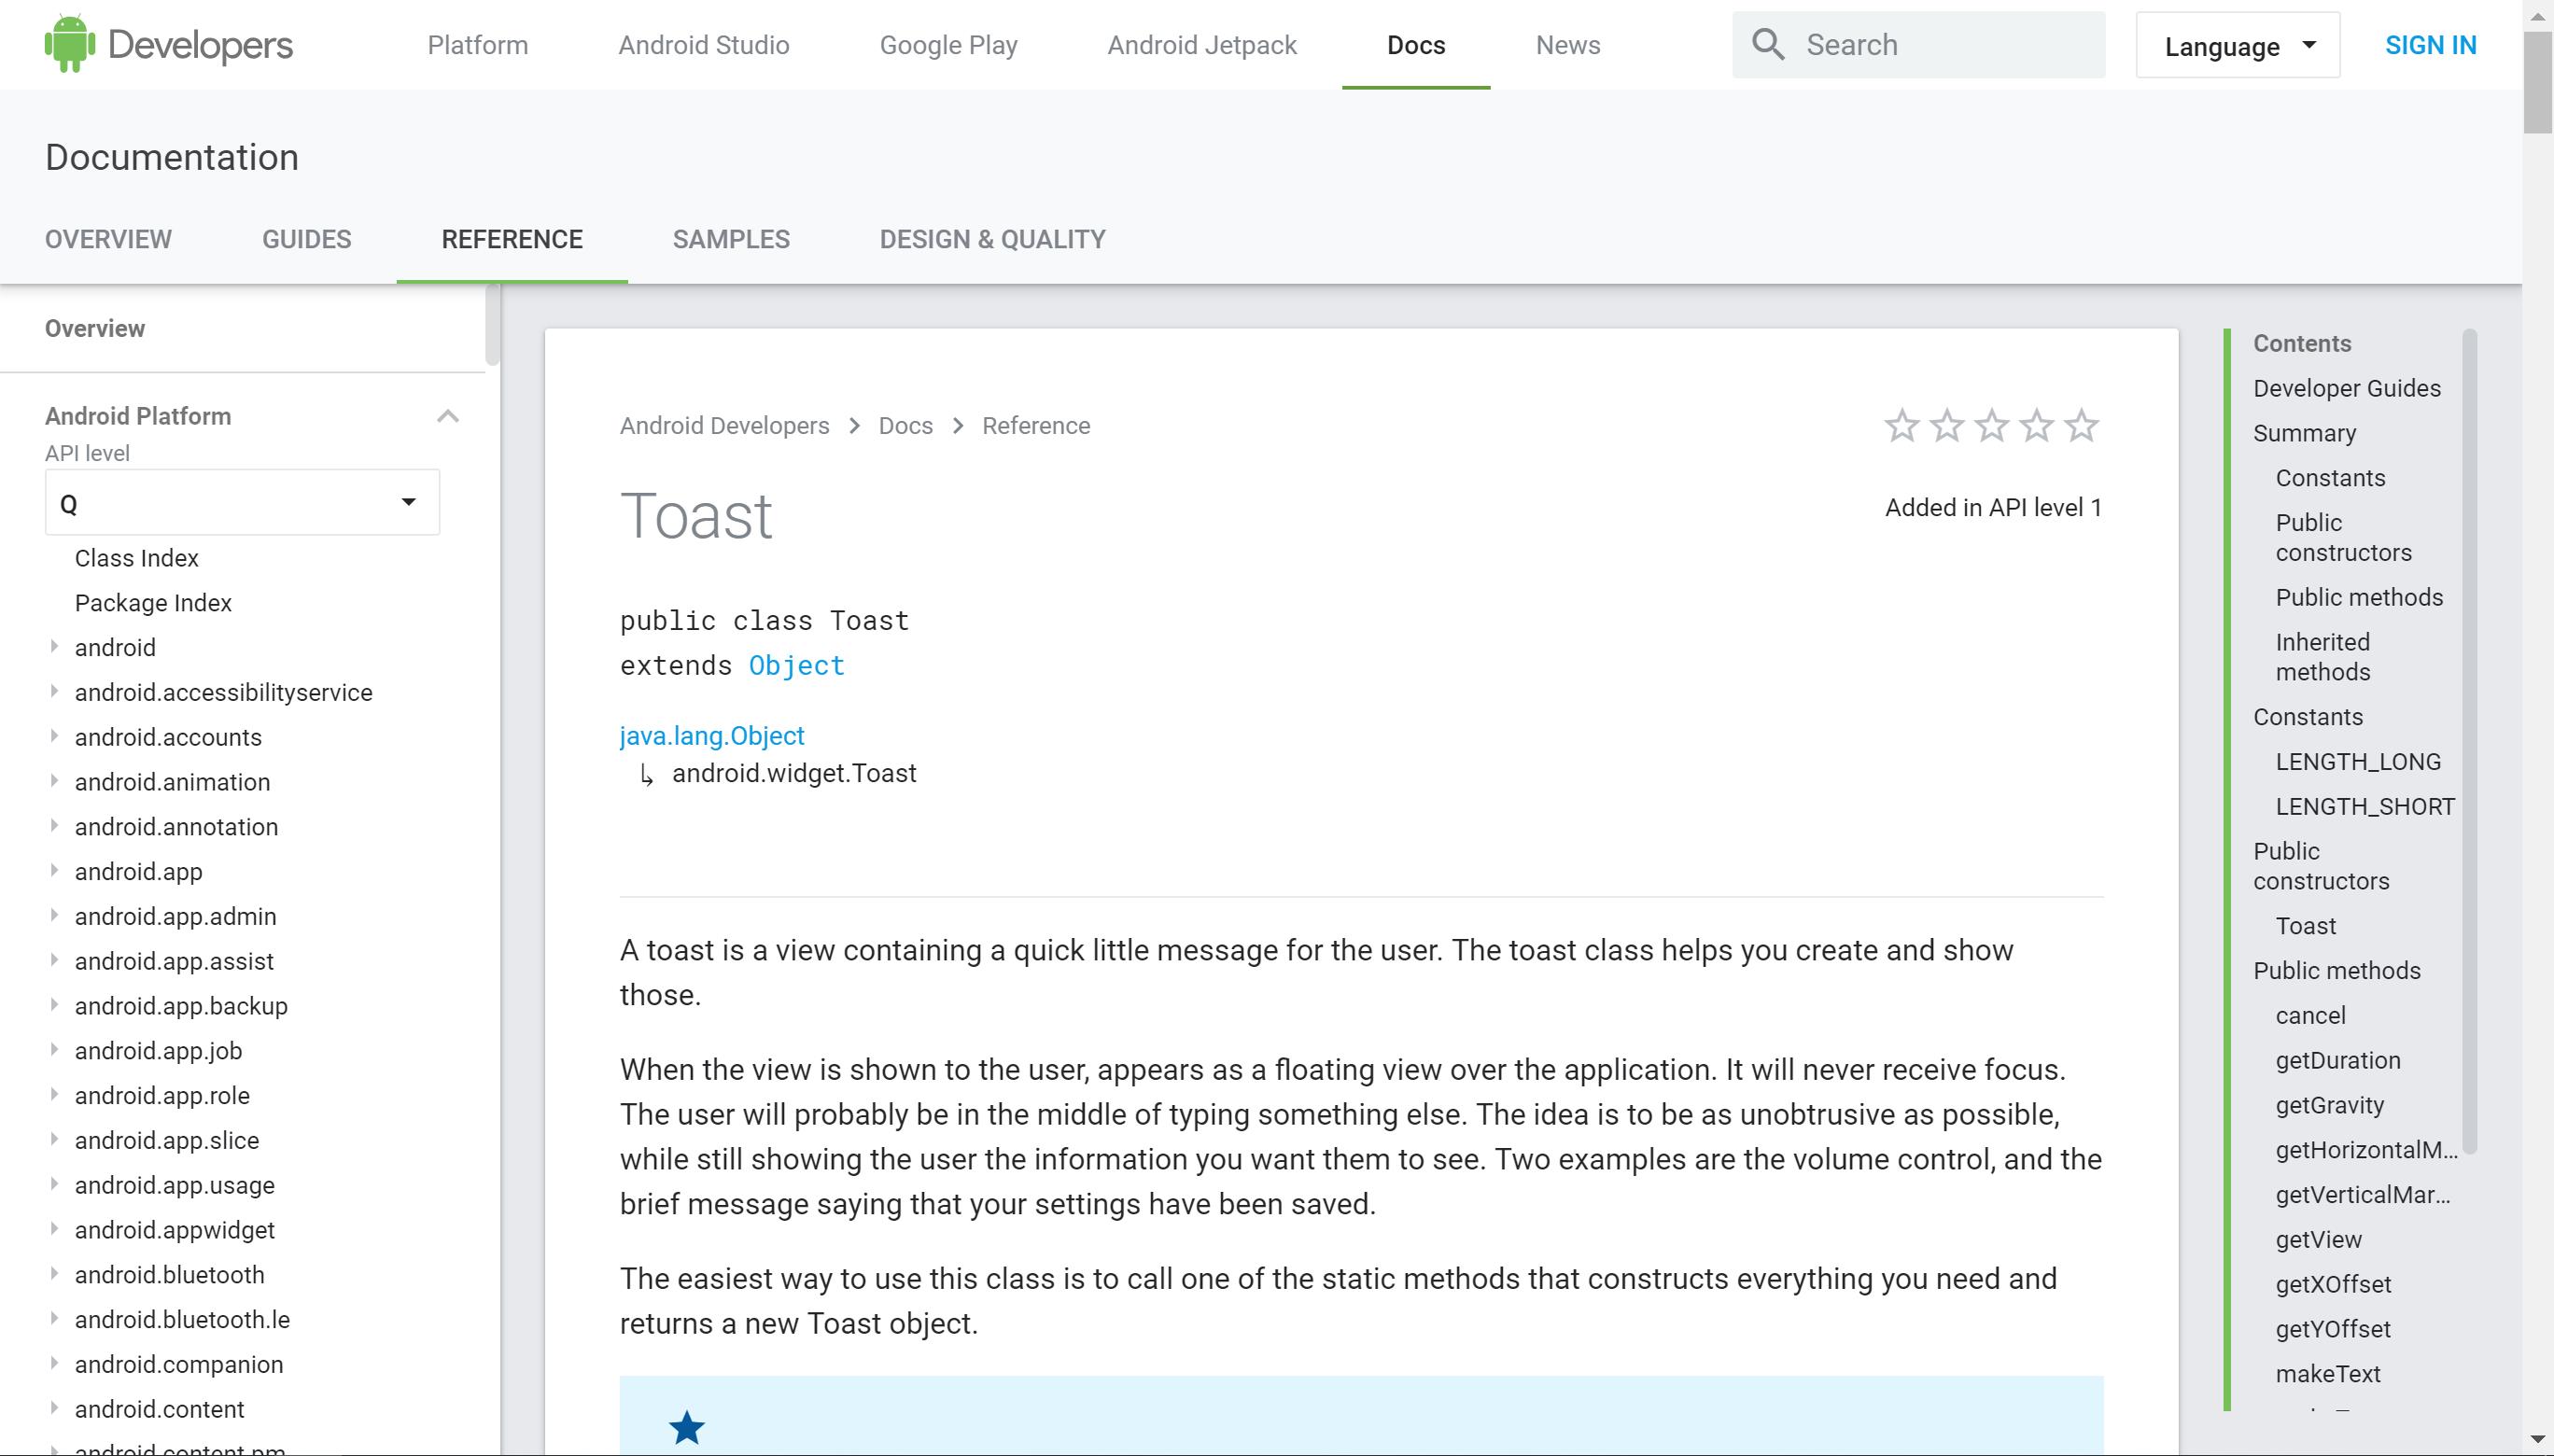 Developers
Platform
Android Studio
Google Play
Android Jetpack
Docs
News
Search
Language
SIGN IN
Documentation
OVERVIEW
GUIDES
REFERENCE
SAMPLES
DESIGN & QUALITY
Overview
Android Platform
API level
Q
Class Index
Package Index
android
android.accessibilityservice
android.accounts
android.animation
android.annotation
android.app
android.app.admin
android.app.assist
android.app.backup
android.app.job
android.app.role
android.app.slice
android.app.usage
android.appwidget
android.bluetooth
android.bluetooth.le
android.companion
android.content
android.content.pm
Android Developers > Docs > Reference
Toast
Added in API level 1
public class Toast
extends Object
java.lang.Object
↳ android.widget.Toast
A toast is a view containing a quick little message for the user. The toast class helps you create and show
those.
When the view is shown to the user, appears as a floating view over the application. It will never receive focus.
The user will probably be in the middle of typing something else. The idea is to be as unobtrusive as possible,
while still showing the user the information you want them to see. Two examples are the volume control, and the
brief message saying that your settings have been saved.
The easiest way to use this class is to call one of the static methods that constructs everything you need and
returns a new Toast object.
Contents
Developer Guides
Summary
Constants
Public
constructors
Public methods
Inherited
methods
Constants
LENGTH_LONG
LENGTH_SHORT
Public
constructors
Toast
Public methods
cancel
getDuration
getGravity
getHorizontalM...
getVerticalMar...
getView
getXOffset
getYOffset
makeText